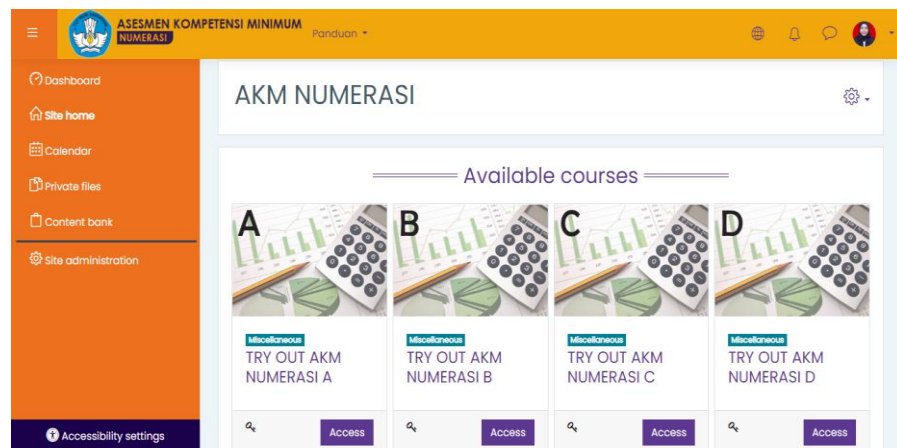 ASESMEN KOMPETENSI MINIMUM
NUMERASI
Panduan
Dashboard
Site home
Calendar
Private files
Content bank
Site administration
Accessibility settings
AKM NUMERASI
Available courses
A
Miscellaneous
TRY OUT AKM
NUMERASI A
Access
B
Miscellaneous
TRY OUT AKM
NUMERASI B
Access
C
Miscellaneous
TRY OUT AKM
NUMERASI C
Access
D
Miscellaneous
TRY OUT AKM
NUMERASI D
Access